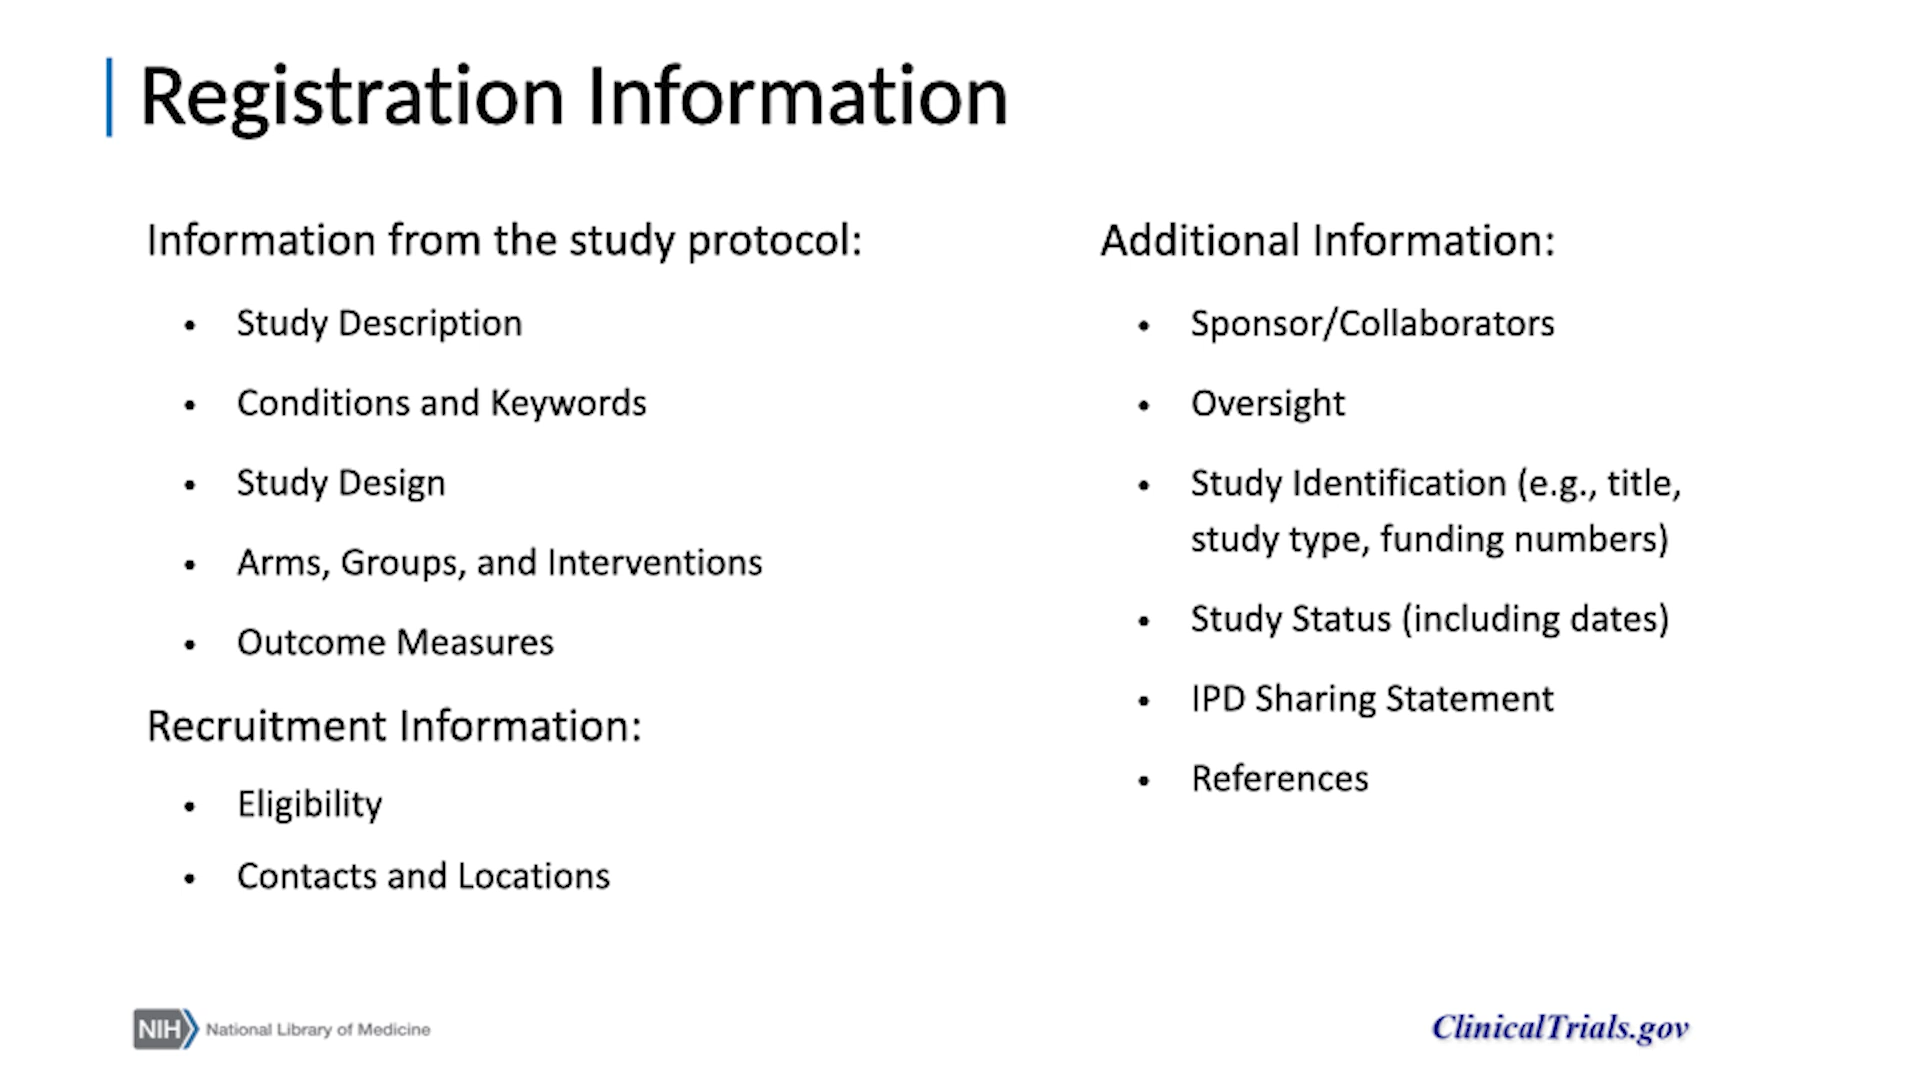 Registration Information
Information from the study protocol:
• Study Description
• Conditions and Keywords
• Study Design
• Arms, Groups, and Interventions
• Outcome Measures
Recruitment Information:
• Eligibility
• Contacts and Locations
Additional Information:
• Sponsor/Collaborators
• Oversight
• Study Identification (e.g., title,
study type, funding numbers)
• Study Status (including dates)
• IPD Sharing Statement
• References
NIH National Library of Medicine
ClinicalTrials.gov